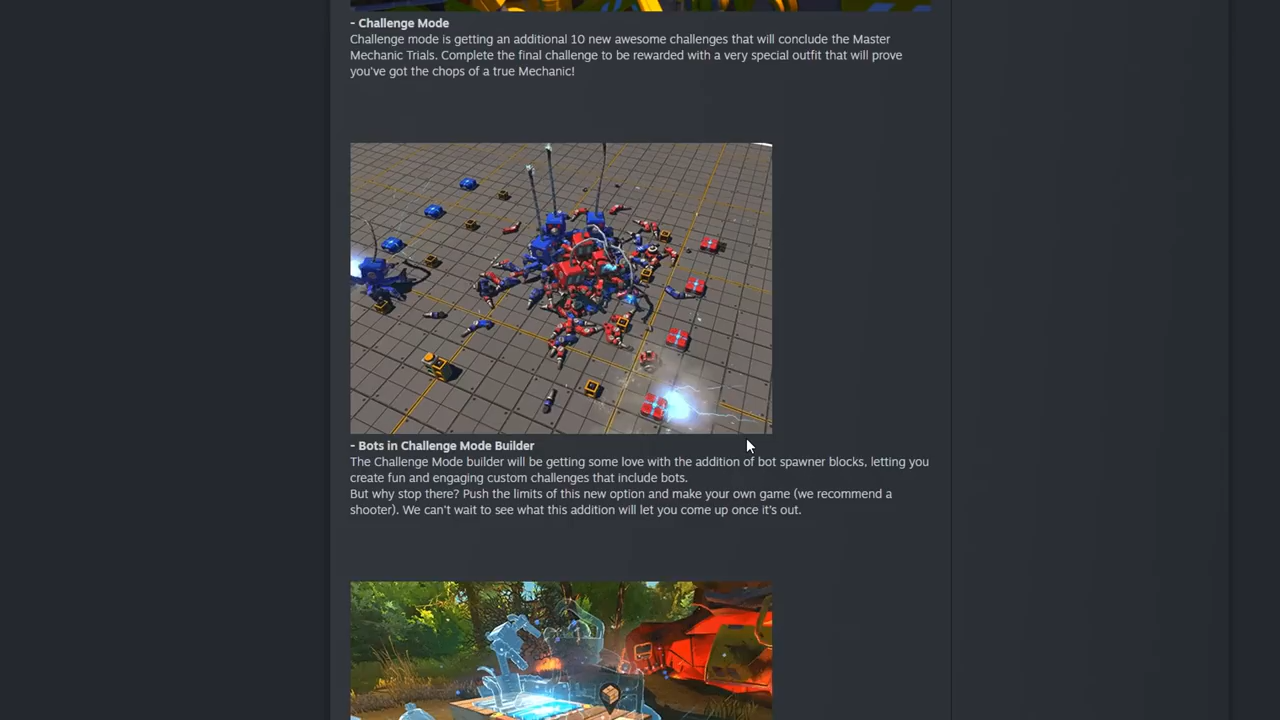 - Challenge Mode
Challenge mode is getting an additional 10 new awesome challenges that will conclude the Master
Mechanic Trials. Complete the final challenge to be rewarded with a very special outfit that will prove
you've got the chops of a true Mechanic!
- Bots in Challenge Mode Builder
The Challenge Mode builder will be getting some love with the addition of bot spawner blocks, letting you
create fun and engaging custom challenges that include bots.
But why stop there? Push the limits of this new option and make your own game (we recommend a
shooter). We can't wait to see what this addition will let you come up once it's out.